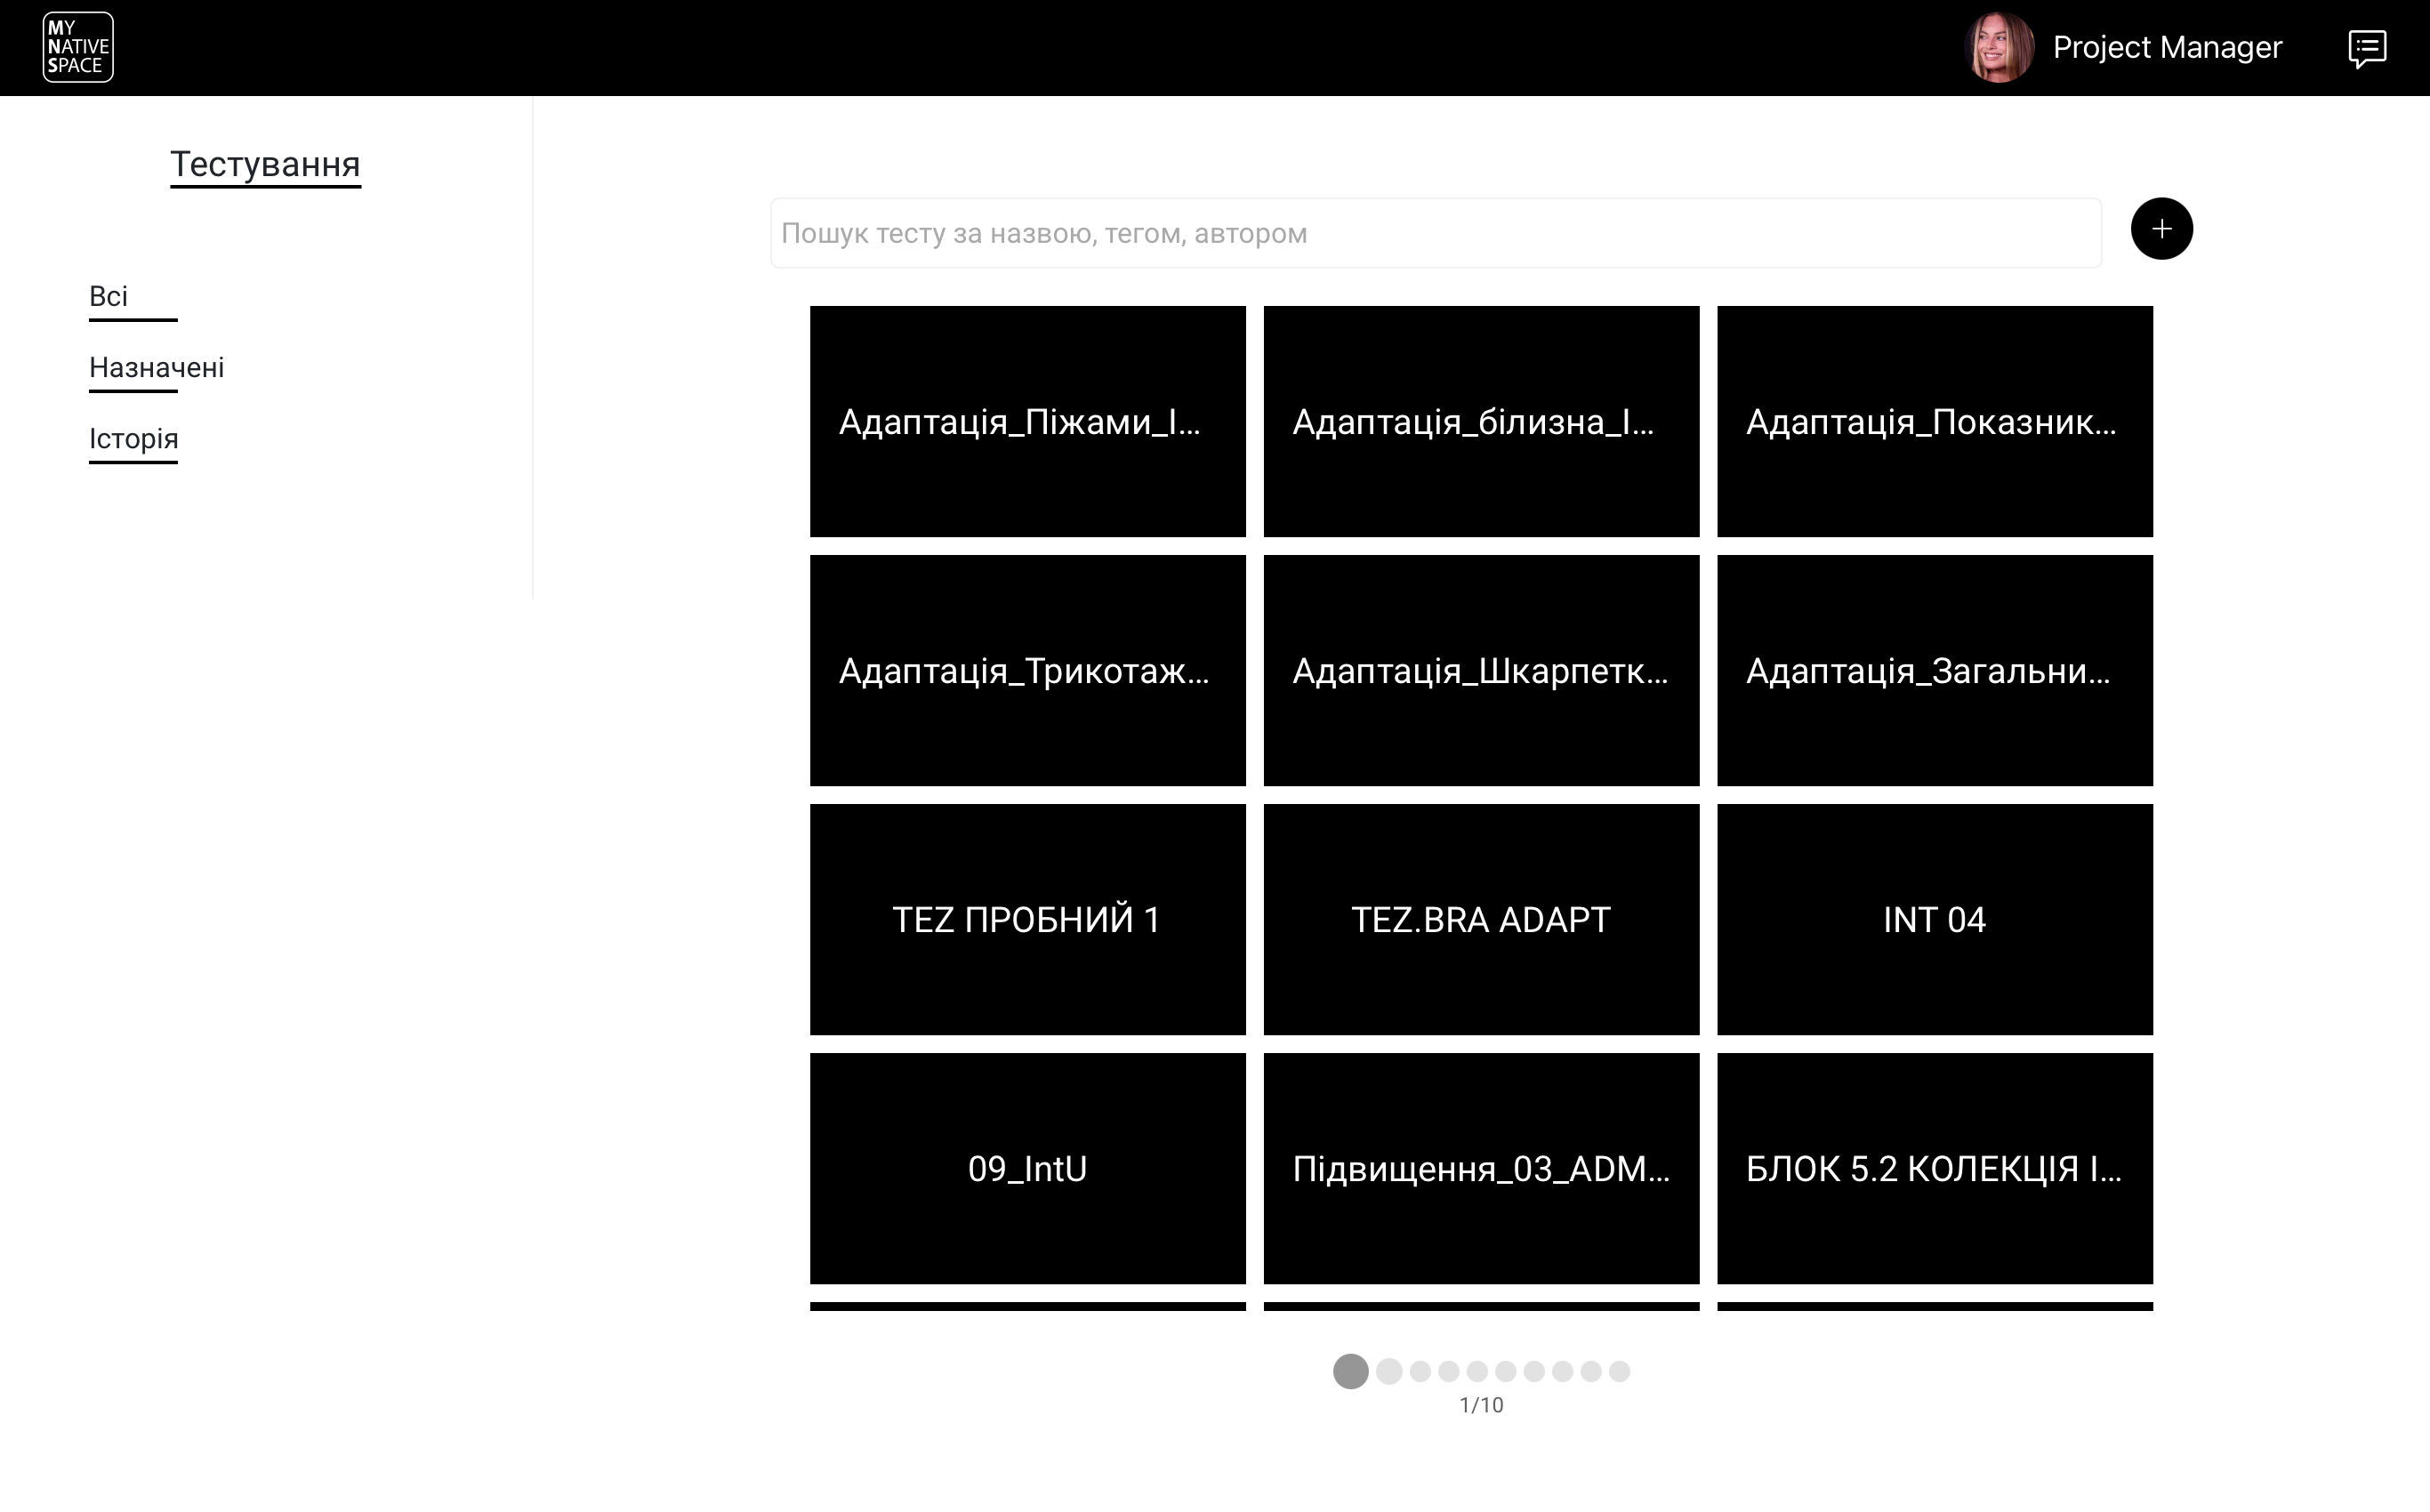 MY
NATIVE
SPACE
Project Manager
Тестування
Всі
Назначені
Історія
Пошук тесту за назвою, тегом, автором
+
Адаптація_Піжами_І...
Адаптація_білизна_І...
Адаптація_Показник...
Адаптація_Трикотаж...
Адаптація_Шкарпетк...
Адаптація_Загальни...
TEZ ПРОБНИЙ 1
TEZ.BRA ADAPT
INT 04
09_IntU
Підвищення_03_ADM...
БЛОК 5.2 КОЛЕКЦІЯ І...
1/10